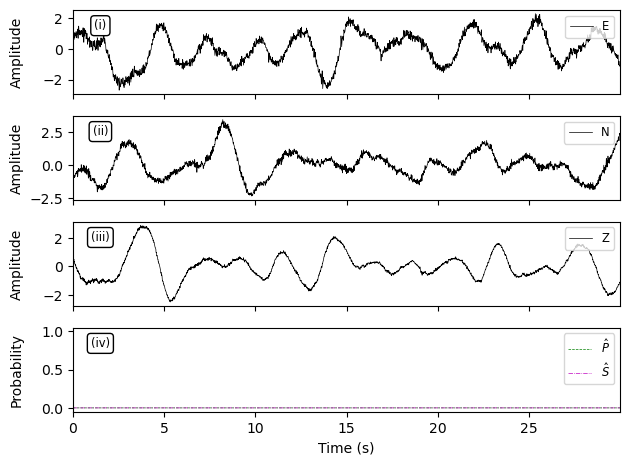 2
0
−2
Amplitude
(i)
E
2.5
0.0
−2.5
Amplitude
(ii)
N
2
0
−2
Amplitude
(iii)
Z
1.0
0.5
0.0
Probability
(iv)
P̂
Ŝ
0 5 10 15 20 25
Time (s)